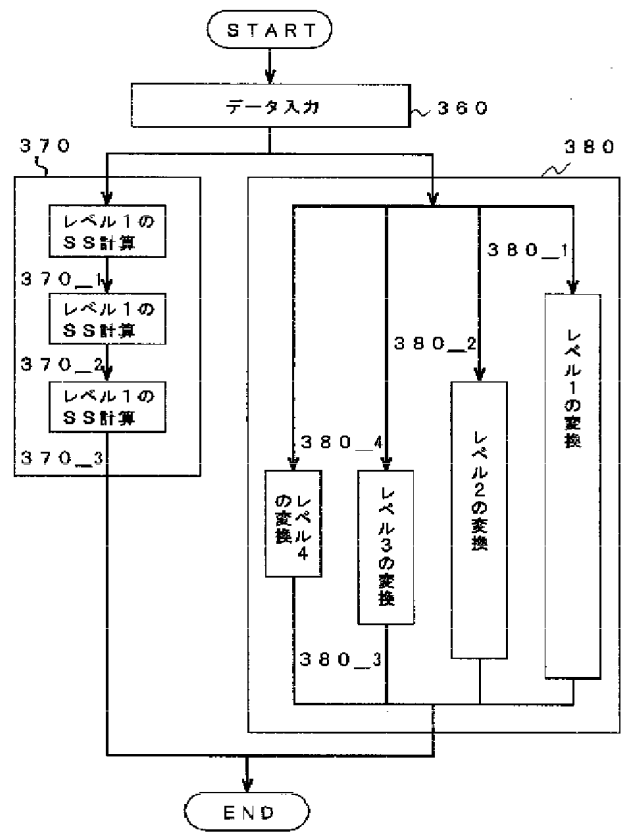 START
データ入力
360
370
380
レベル1の
SS計算
370_1
レベル1の
SS計算
370_2
レベル1の
SS計算
370_3
380_1
レベル1の変換
380_2
レベル2の変換
380_4
レベル4
の変換
レベル3の変換
380_3
END